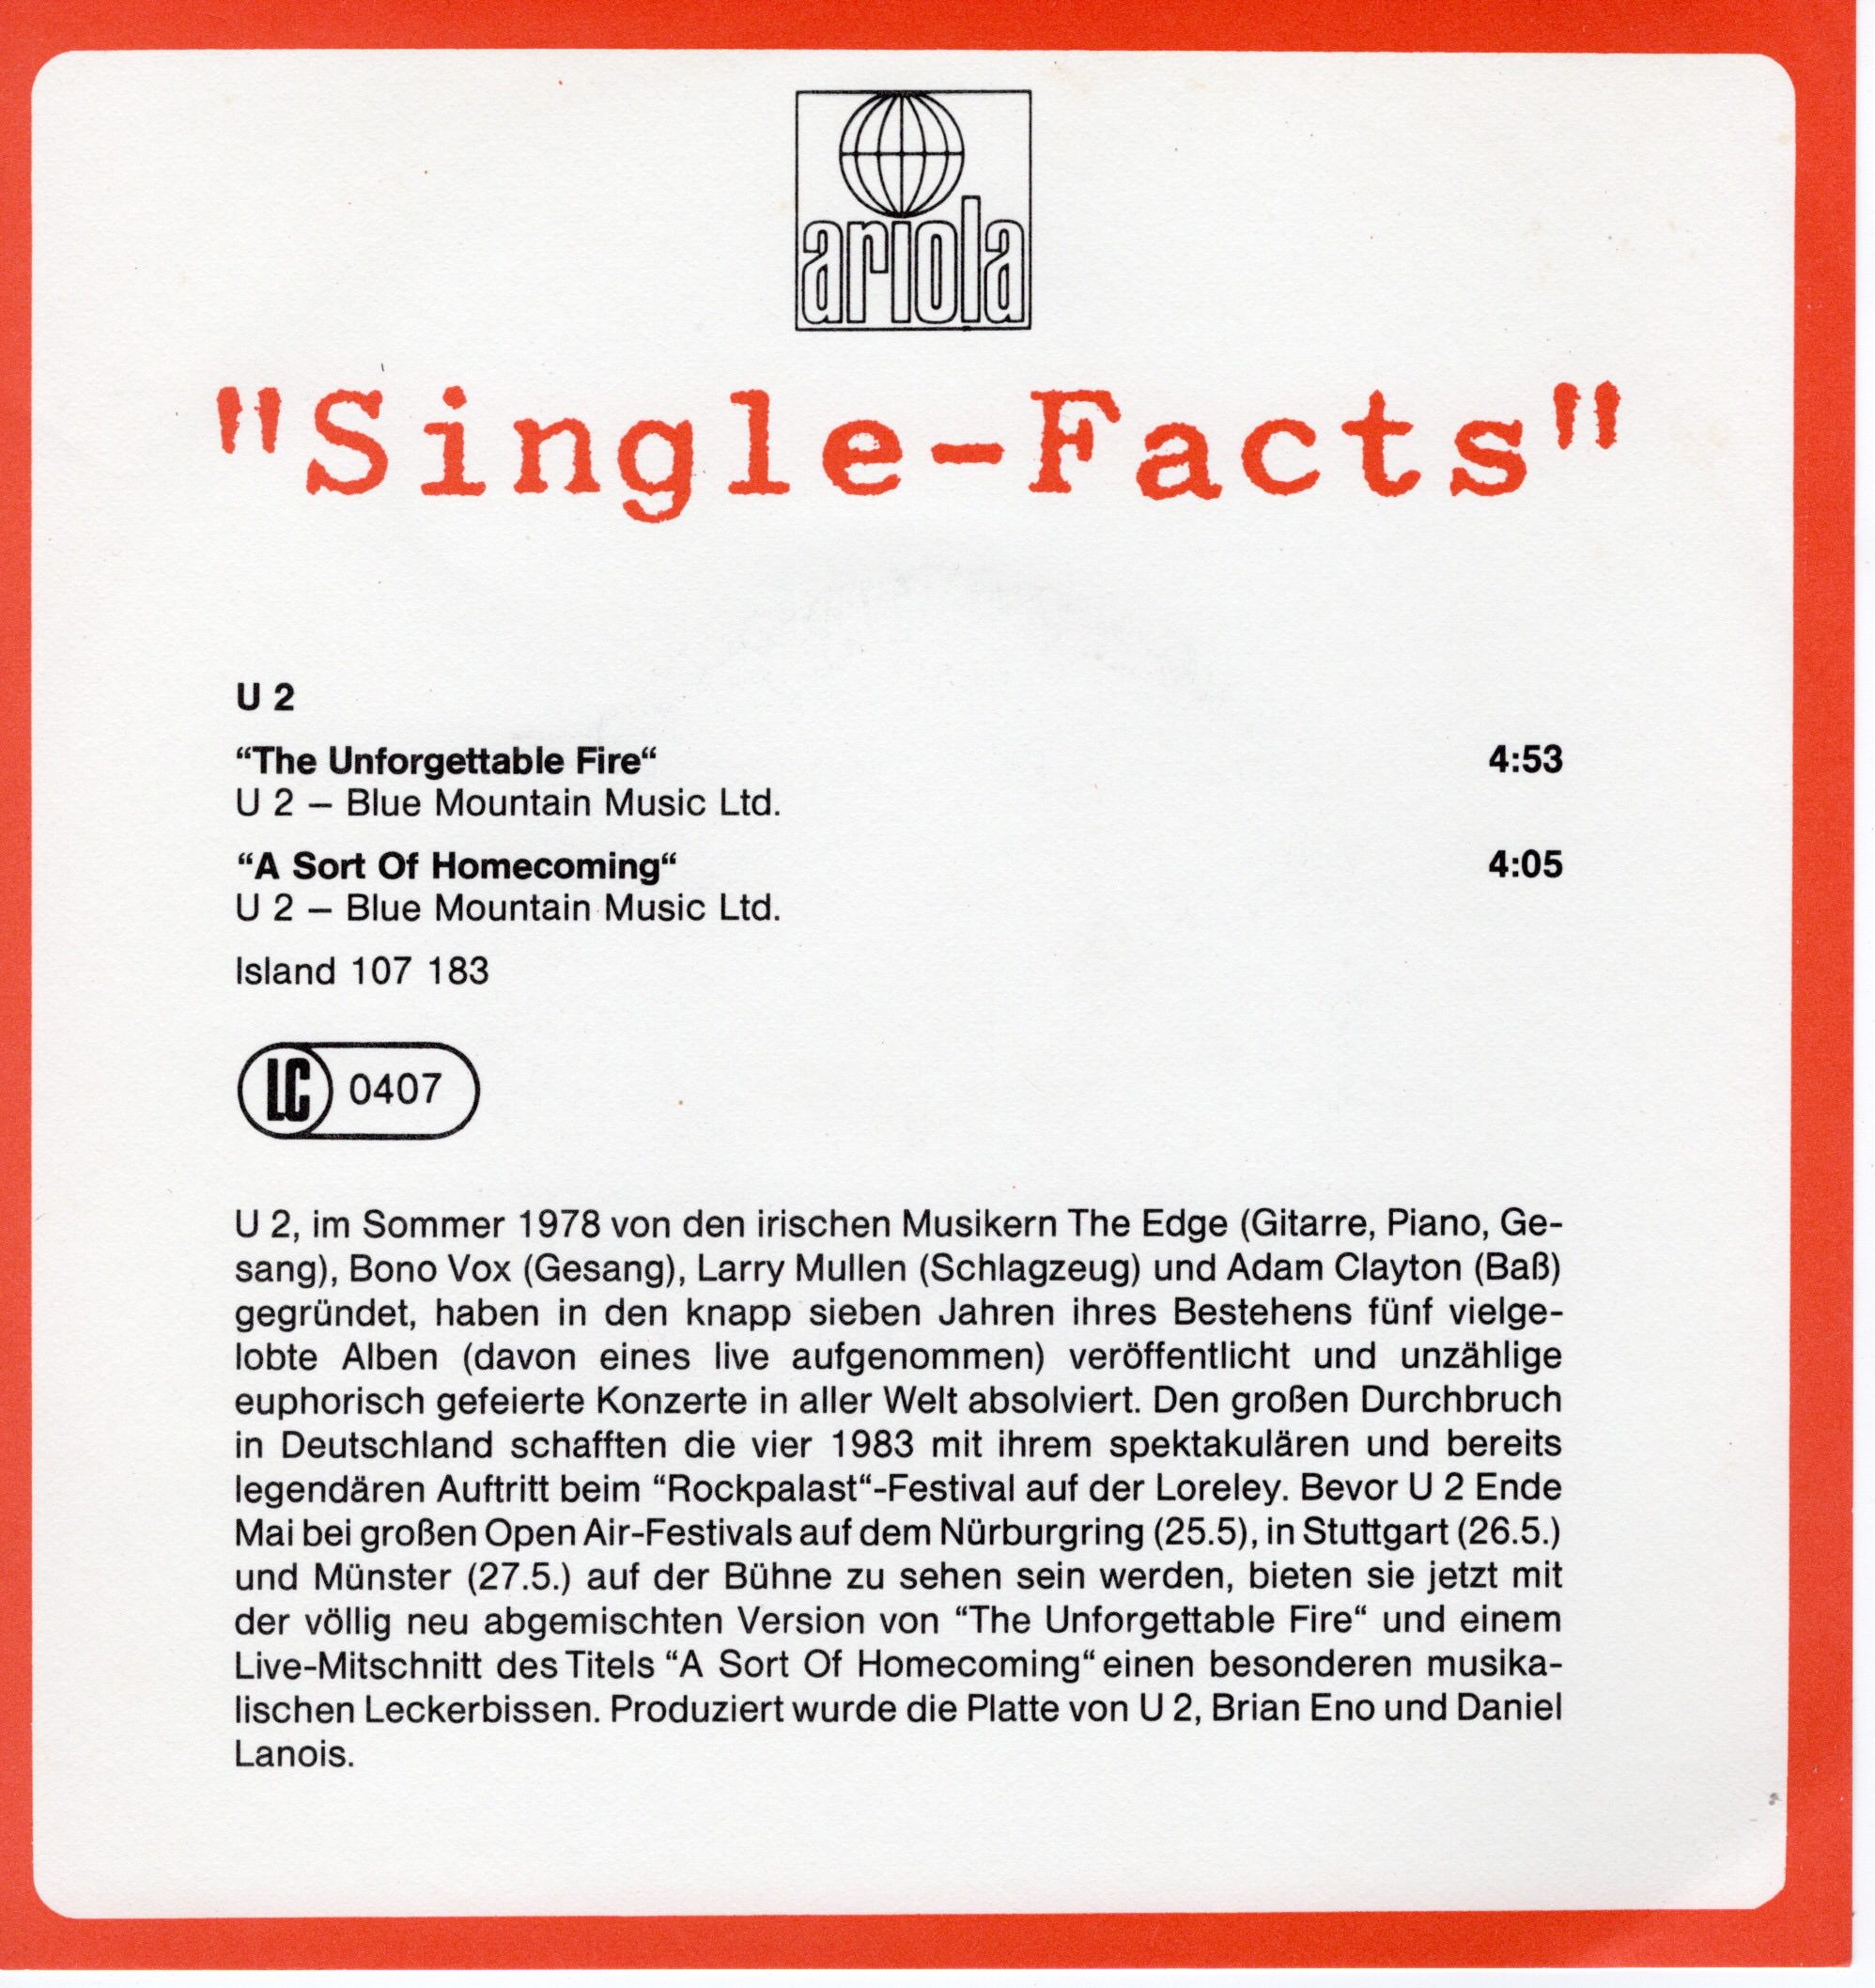 ariola
"Single-Facts"
U 2
“The Unforgettable Fire“ 4:53
U 2 – Blue Mountain Music Ltd.
“A Sort Of Homecoming“ 4:05
U 2 – Blue Mountain Music Ltd.
Island 107 183
LC 0407
U 2, im Sommer 1978 von den irischen Musikern The Edge (Gitarre, Piano, Ge-
sang), Bono Vox (Gesang), Larry Mullen (Schlagzeug) und Adam Clayton (Baß)
gegründet, haben in den knapp sieben Jahren ihres Bestehens fünf vielge-
lobte Alben (davon eines live aufgenommen) veröffentlicht und unzählige
euphorisch gefeierte Konzerte in aller Welt absolviert. Den großen Durchbruch
in Deutschland schafften die vier 1983 mit ihrem spektakulären und bereits
legendären Auftritt beim “Rockpalast“-Festival auf der Loreley. Bevor U 2 Ende
Mai bei großen Open Air-Festivals auf dem Nürburgring (25.5), in Stuttgart (26.5.)
und Münster (27.5.) auf der Bühne zu sehen sein werden, bieten sie jetzt mit
der völlig neu abgemischten Version von “The Unforgettable Fire“ und einem
Live-Mitschnitt des Titels “A Sort Of Homecoming“ einen besonderen musika-
lischen Leckerbissen. Produziert wurde die Platte von U 2, Brian Eno und Daniel
Lanois.